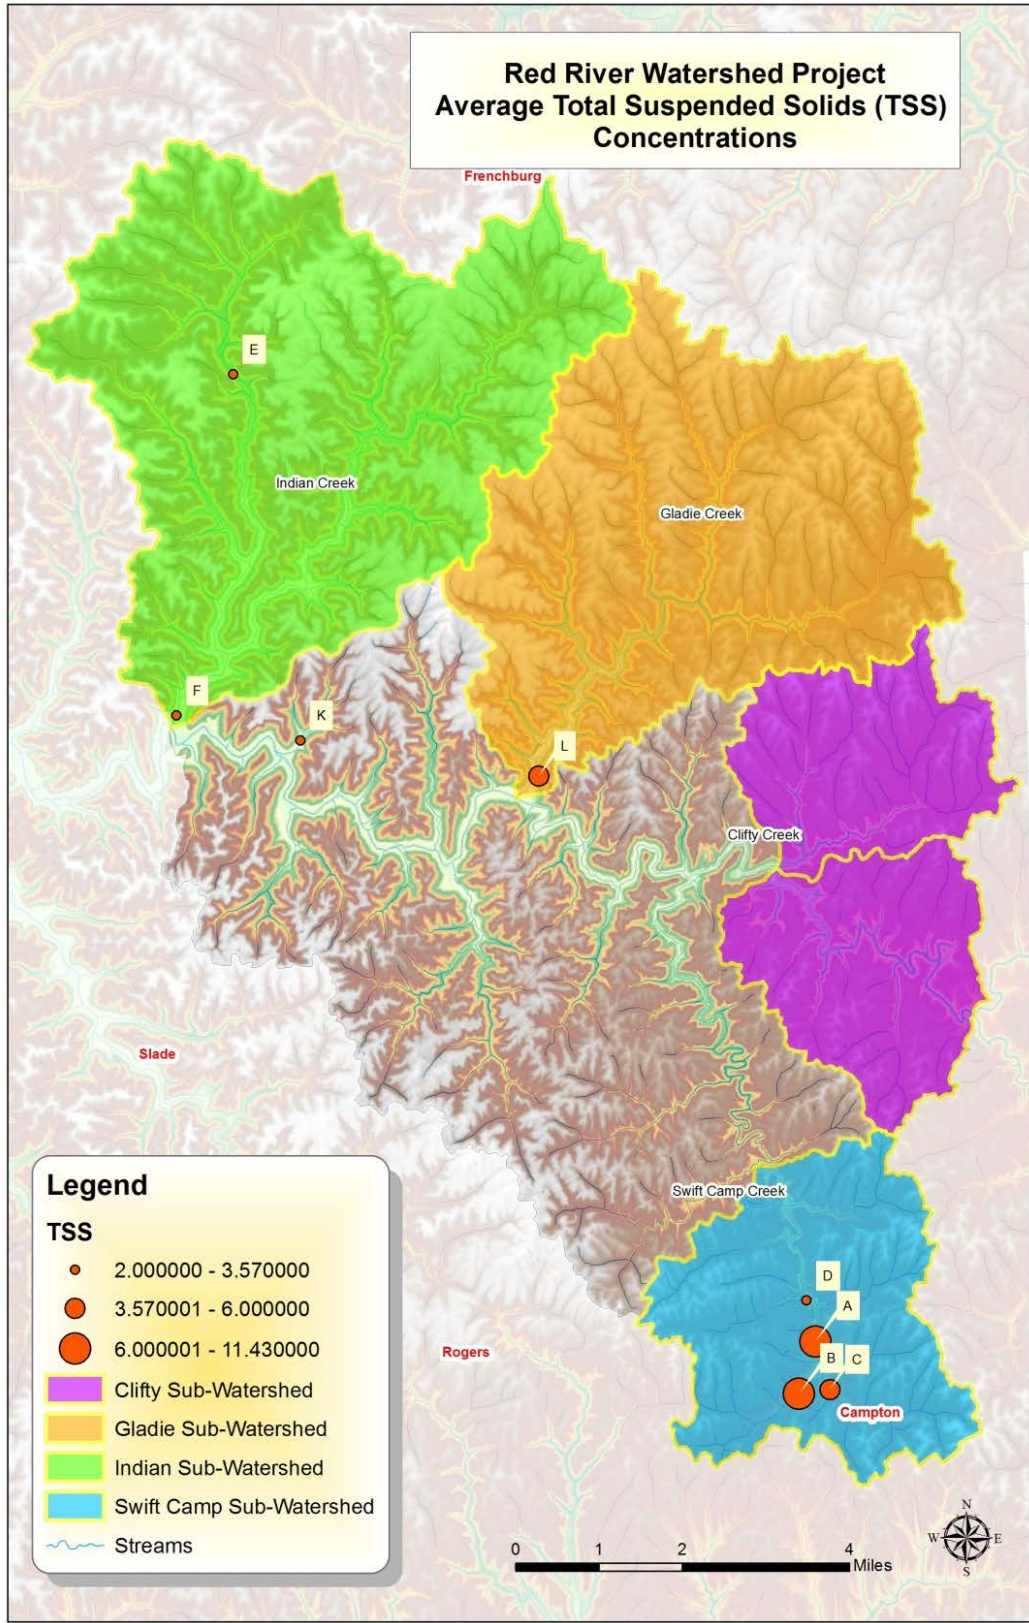 Red River Watershed Project
Average Total Suspended Solids (TSS)
Concentrations
Frenchburg
E
Indian Creek
Gladie Creek
F
K
L
Clifty Creek
Slade
Swift Camp Creek
D
A
B
C
Rogers
Campton
Legend
TSS
2.000000 - 3.570000
3.570001 - 6.000000
6.000001 - 11.430000
Clifty Sub-Watershed
Gladie Sub-Watershed
Indian Sub-Watershed
Swift Camp Sub-Watershed
Streams
0 1 2 4
Miles
N
W E
S